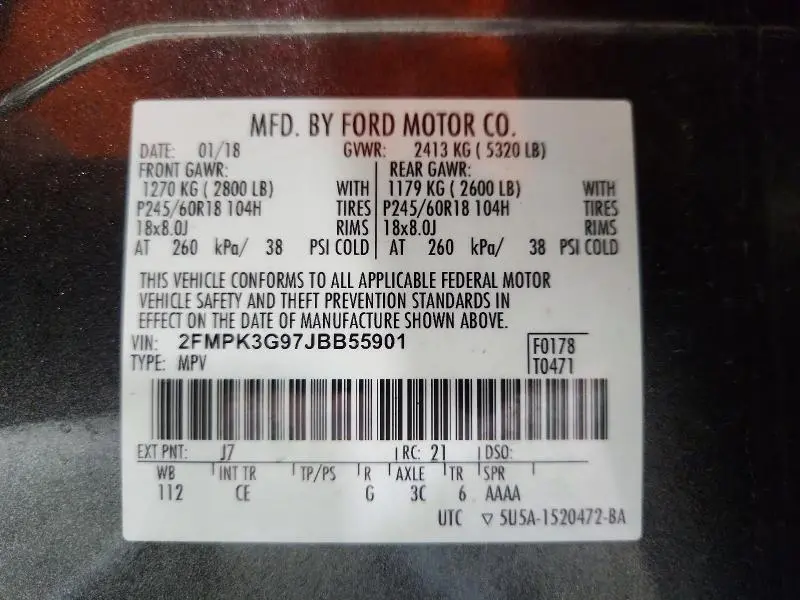 MFD. BY FORD MOTOR CO.
DATE: 01/18 GVWR: 2413 KG ( 5320 LB)
FRONT GAWR: REAR GAWR:
1270 KG ( 2800 LB) WITH 1179 KG ( 2600 LB) WITH
P245/60R18 104H TIRES P245/60R18 104H TIRES
18x8.0J RIMS 18x8.0J RIMS
AT 260 kPa/ 38 PSI COLD AT 260 kPa/ 38 PSI COLD
THIS VEHICLE CONFORMS TO ALL APPLICABLE FEDERAL MOTOR
VEHICLE SAFETY AND THEFT PREVENTION STANDARDS IN
EFFECT ON THE DATE OF MANUFACTURE SHOWN ABOVE.
VIN: 2FMPK3G97JBB55901 F0178
TYPE: MPV T0471
EXT PNT: J7 RC: 21 DSO:
WB INT TR TP/PS R AXLE TR SPR
112 CE G 3C 6 AAAA
UTC ▽ 5U5A-1520472-BA